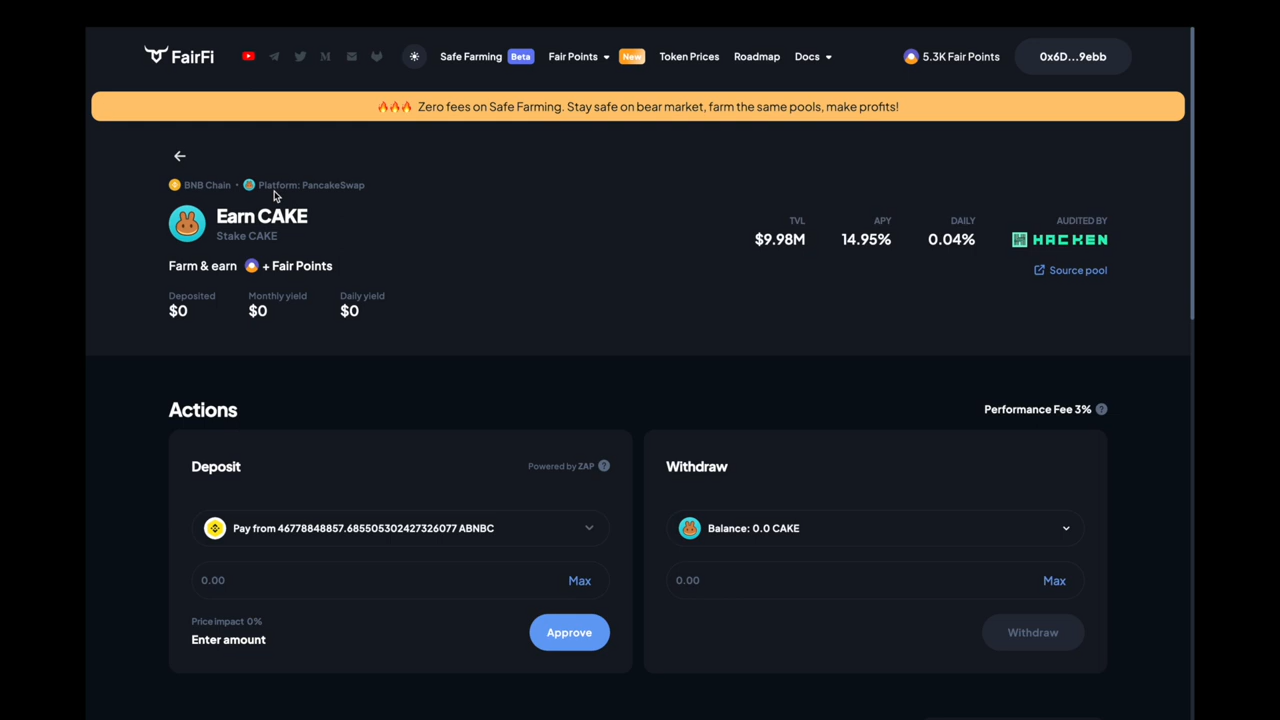 FairFi
Safe Farming Beta Fair Points New Token Prices Roadmap Docs 5.3K Fair Points 0x6D...9ebb
Zero fees on Safe Farming. Stay safe on bear market, farm the same pools, make profits!
BNB Chain • Platform: PancakeSwap
Earn CAKE
Stake CAKE
TVL APY DAILY AUDITED BY
$9.98M 14.95% 0.04% HACKEN
Farm & earn + Fair Points
Source pool
Deposited Monthly yield Daily yield
$0 $0 $0
Actions
Performance Fee 3% ?
Deposit
Powered by ZAP ?
Pay from 46778848857.685505302427326077 ABNBC
0.00 Max
Price impact 0%
Enter amount
Approve
Withdraw
Balance: 0.0 CAKE
0.00 Max
Withdraw